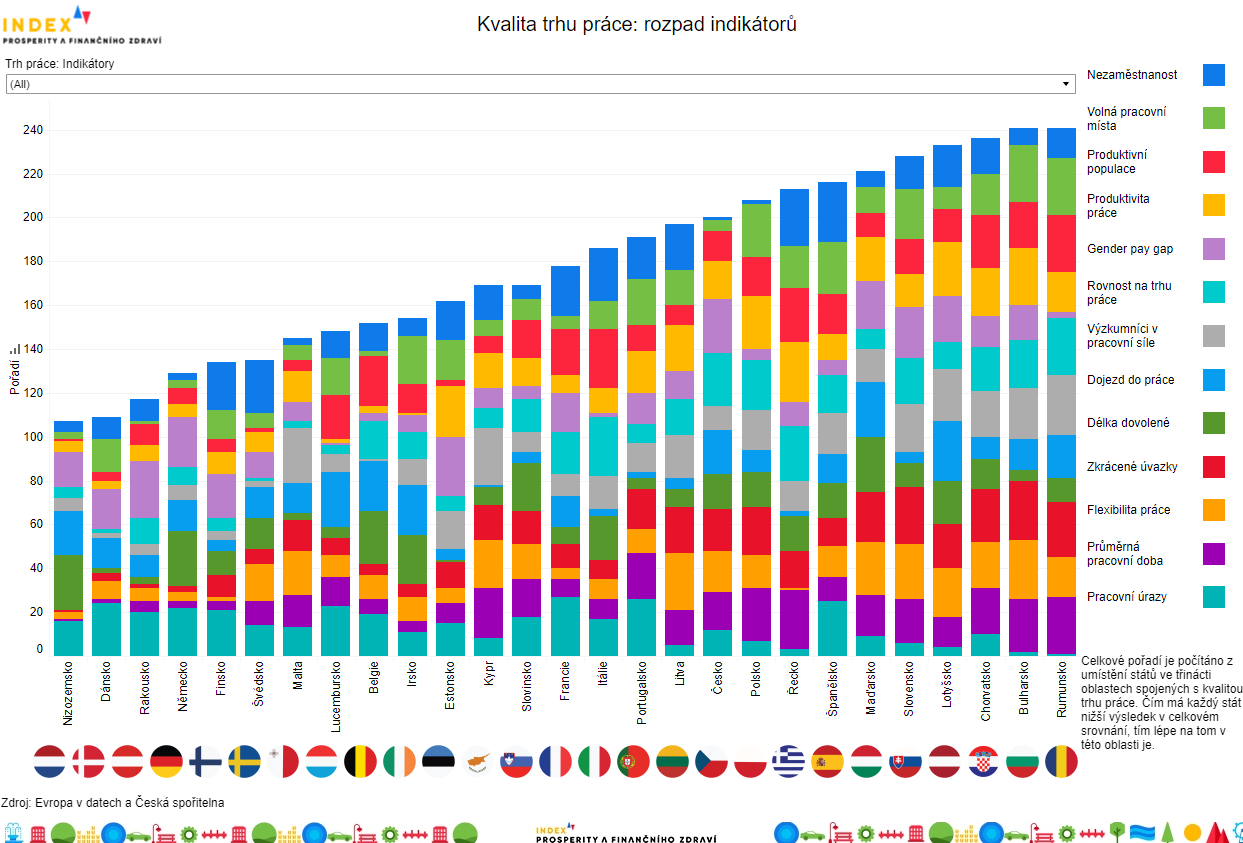 INDEX
PROSPERITY A FINANČNÍHO ZDRAVÍ
Kvalita trhu práce: rozpad indikátorů
Trh práce: Indikátory
(All)
Nezaměstnanost
Volná pracovní
místa
Produktivní
populace
Produktivita
práce
Gender pay gap
Rovnost na trhu
práce
Výzkumníci v
pracovní síle
Dojezd do práce
Délka dovolené
Zkrácené úvazky
Flexibilita práce
Průměrná
pracovní doba
Pracovní úrazy
240
220
200
180
160
140
120
100
80
60
40
20
0
Pořadí
Nizozemsko
Dánsko
Rakousko
Německo
Finsko
Švédsko
Malta
Lucembursko
Belgie
Irsko
Estonsko
Kypr
Slovinsko
Francie
Itálie
Portugalsko
Litva
Česko
Polsko
Řecko
Španělsko
Maďarsko
Slovensko
Lotyšsko
Chorvatsko
Bulharsko
Rumunsko
Celkové pořadí je počítáno z
umístění států ve třinácti
oblastech spojených s kvalitou
trhu práce. Čím má každý stát
nižší výsledek v celkovém
srovnání, tím lépe na tom v
této oblasti je.
Zdroj: Evropa v datech a Česká spořitelna
INDEX
PROSPERITY A FINANČNÍHO ZDRAVÍ